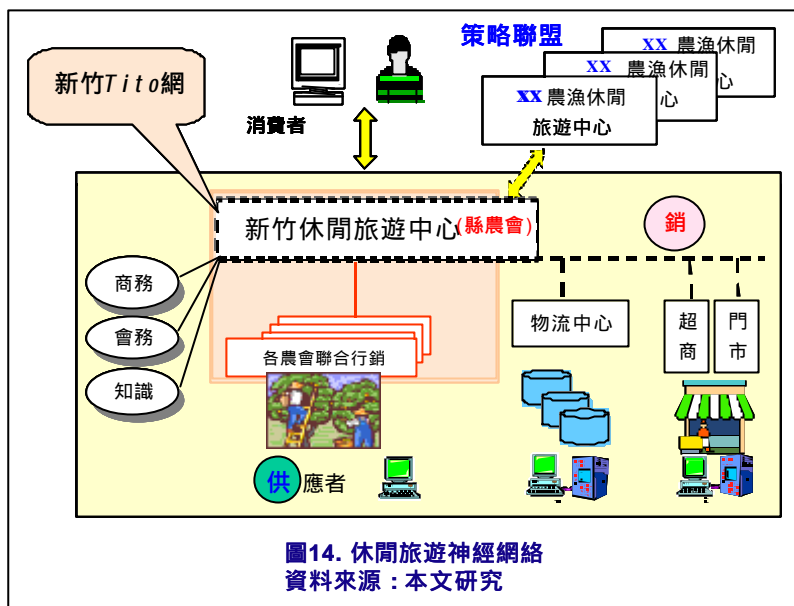 策略聯盟
xx 農漁休閒
xx 農漁休閒
心
xx 農漁休閒
心
旅遊中心
新竹Tito網
消費者
新竹休閒旅遊中心(縣農會)
銷
商務
會務
知識
各農會聯合行銷
物流中心
超商
門市
供應者
圖14. 休閒旅遊神經網絡
資料來源：本文研究